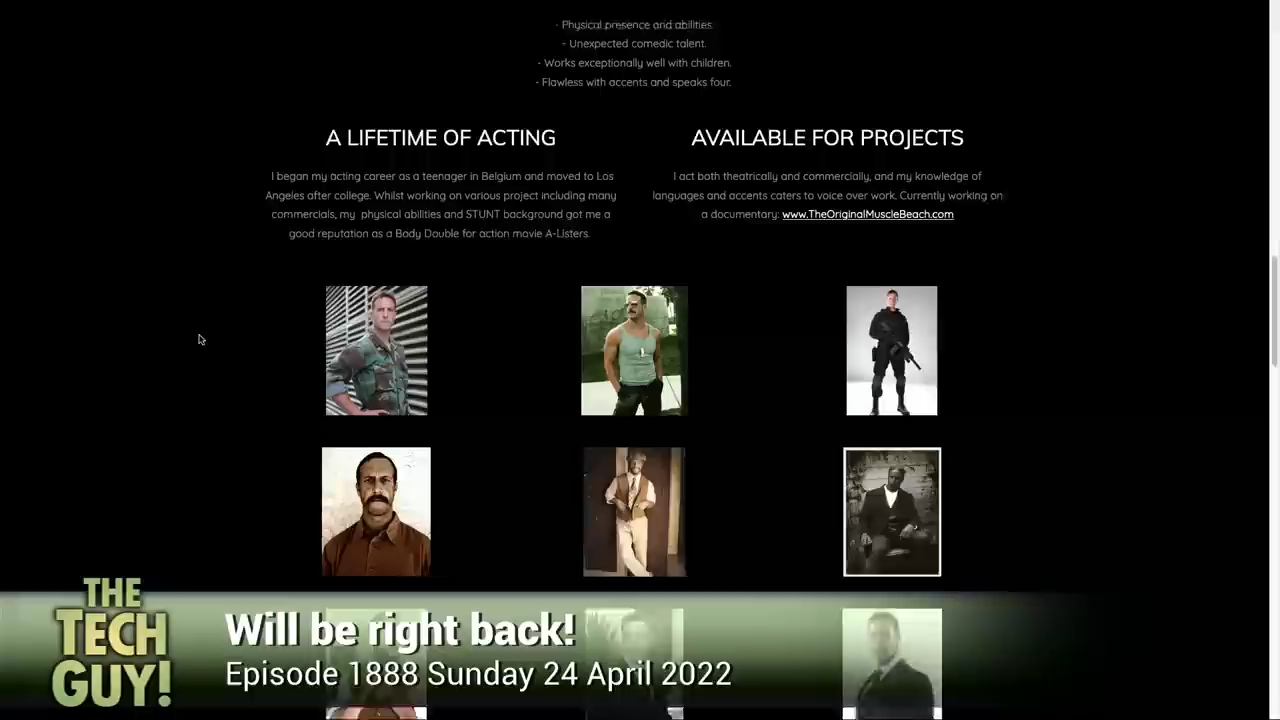 - Physical presence and abilities.
- Unexpected comedic talent.
- Works exceptionally well with children.
- Flawless with accents and speaks four.
A LIFETIME OF ACTING
I began my acting career as a teenager in Belgium and moved to Los
Angeles after college. Whilst working on various project including many
commercials, my physical abilities and STUNT background got me a
good reputation as a Body Double for action movie A-Listers.
AVAILABLE FOR PROJECTS
I act both theatrically and commercially, and my knowledge of
languages and accents caters to voice over work. Currently working on
a documentary: www.TheOriginalMuscleBeach.com
THE
TECH
GUY!
Will be right back!
Episode 1888 Sunday 24 April 2022